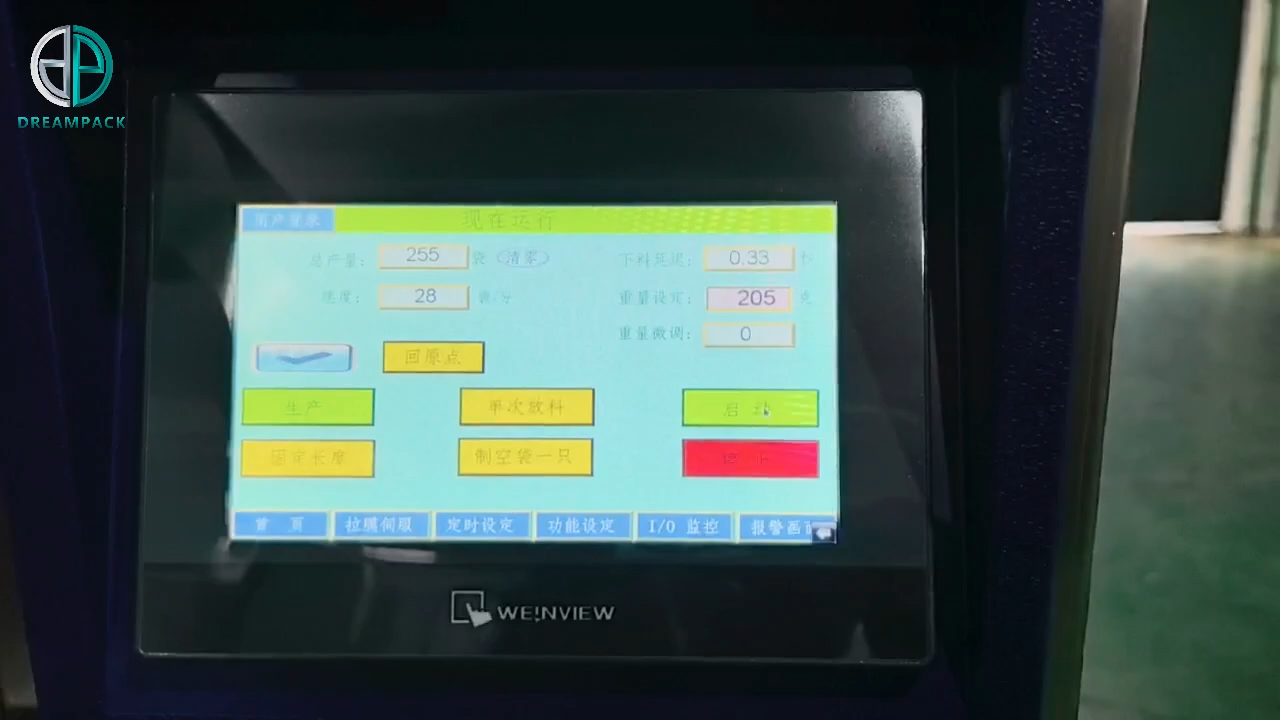 DREAMPACK
用户登录 现在运行
总产量: 255 袋 清零 下料延迟: 0.33 秒
速度: 28 袋/分 重量设定: 205 克
重量微调: 0
回原点
生产 单次放料 启动
固定长度 制空袋一只 停止
首页 拉膜伺服 定时设定 功能设定 I/O 监控 报警画面
WEINVIEW